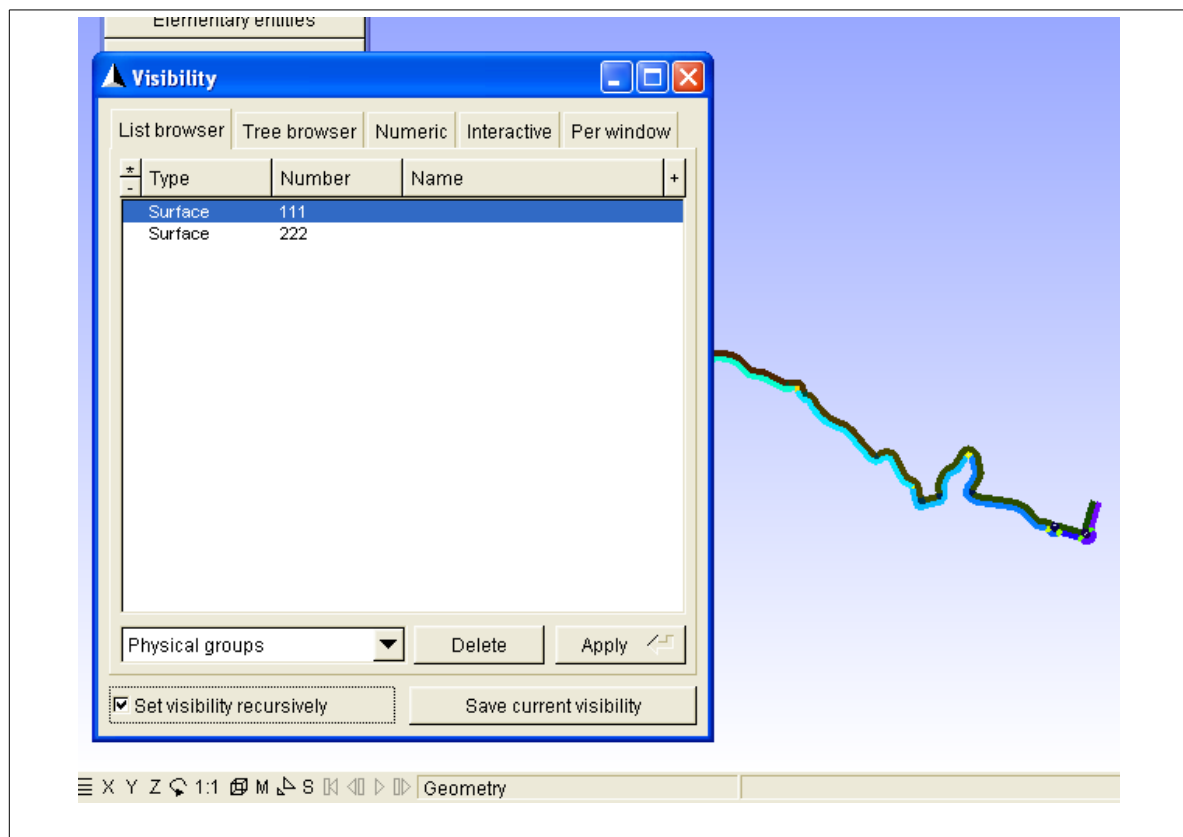 Elementary entities
Visibility
List browser Tree browser Numeric Interactive Per window
* - Type Number Name +
Surface 111
Surface 222
Physical groups Delete Apply
Set visibility recursively Save current visibility
X Y Z 1:1 M S Geometry